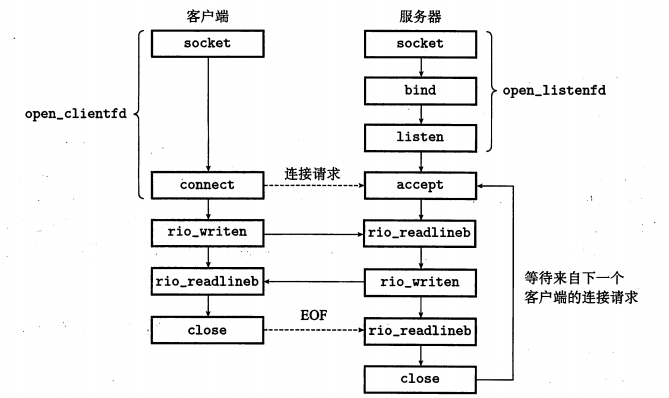 客户端
服务器
socket
socket
bind
open_clientfd
open_listenfd
listen
连接请求
connect
accept
rio_writen
rio_readlineb
等待来自下一个
客户端的连接请求
rio_readlineb
rio_writen
EOF
close
rio_readlineb
close